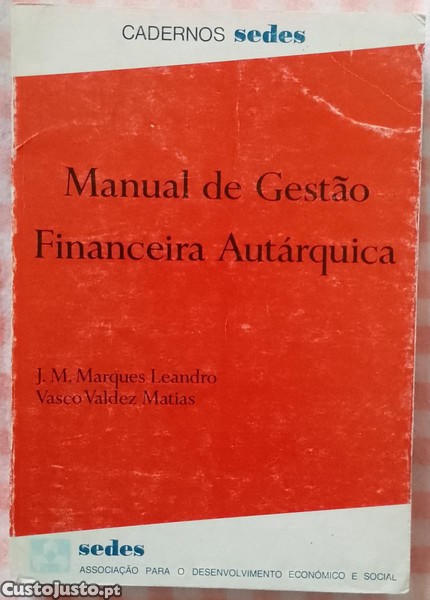 CADERNOS sedes
Manual de Gestão
Financeira Autárquica
J. M. Marques Leandro
Vasco Valdez Matias
sedes
ASSOCIAÇÃO PARA O DESENVOLVIMENTO ECONÓMICO E SOCIAL
CustoJusto.pt